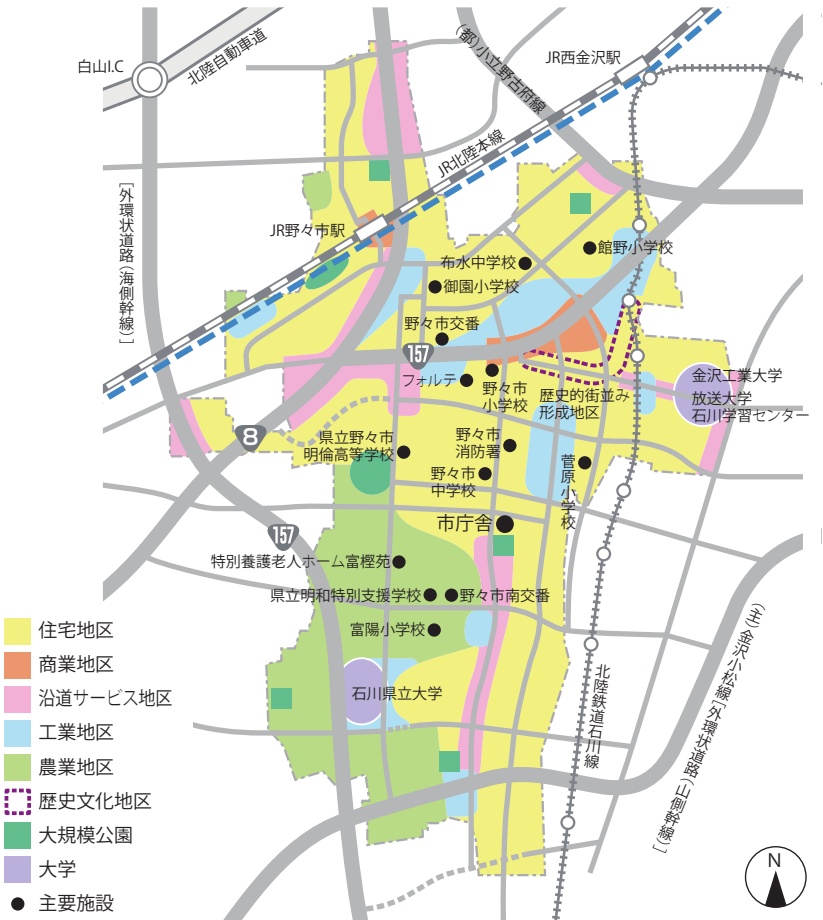 白山I.C
北陸自動車道
(都)小立野古府線
JR西金沢駅
JR北陸本線
[外環状道路(海側幹線)]
JR野々市駅
館野小学校
布水中学校
御園小学校
野々市交番
157
フォルテ
野々市
小学校
歴史的街並み
形成地区
金沢工業大学
放送大学
石川学習センター
8
県立野々市
明倫高等学校
野々市
消防署
野々市
中学校
菅原小学校
市庁舎
157
特別養護老人ホーム富樫苑
県立明和特別支援学校
野々市南交番
富陽小学校
石川県立大学
北陸鉄道石川線
(主)金沢小松線[外環状道路(山側幹線)]
住宅地区
商業地区
沿道サービス地区
工業地区
農業地区
歴史文化地区
大規模公園
大学
主要施設
N